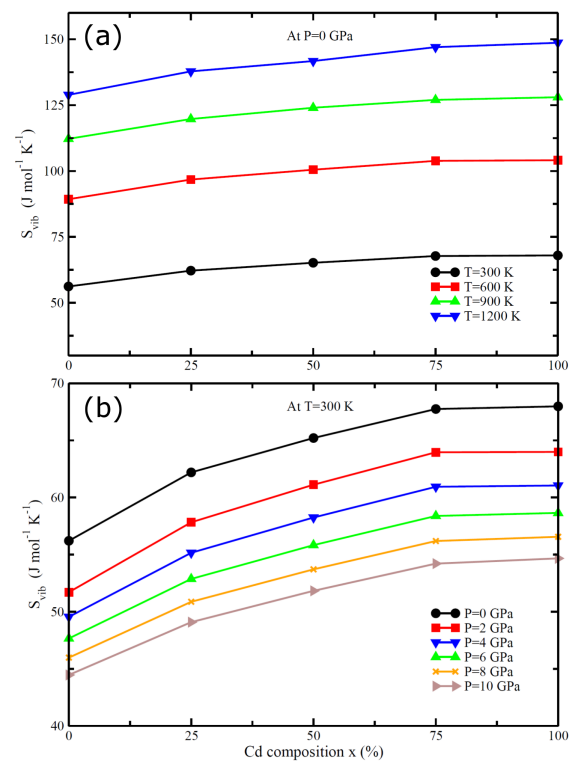 (a)
At P=0 GPa
150
125
100
75
50
S_vib (J mol^-1 K^-1)
T=300 K
T=600 K
T=900 K
T=1200 K
0 25 50 75 100
(b)
At T=300 K
70
60
50
40
S_vib (J mol^-1 K^-1)
P=0 GPa
P=2 GPa
P=4 GPa
P=6 GPa
P=8 GPa
P=10 GPa
0 25 50 75 100
Cd composition x (%)